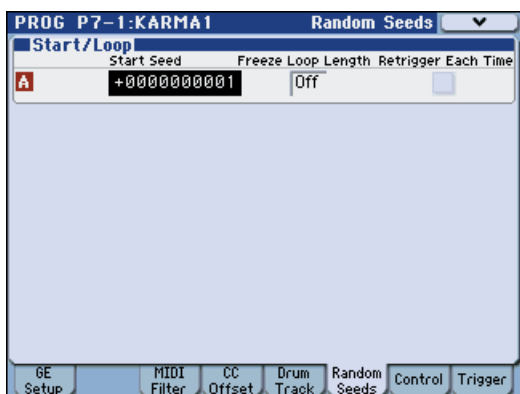 PROG P7-1:KARMA1 Random Seeds
Start/Loop
Start Seed Freeze Loop Length Retrigger Each Time
A +0000000001 Off
GE Setup MIDI Filter CC Offset Drum Track Random Seeds Control Trigger